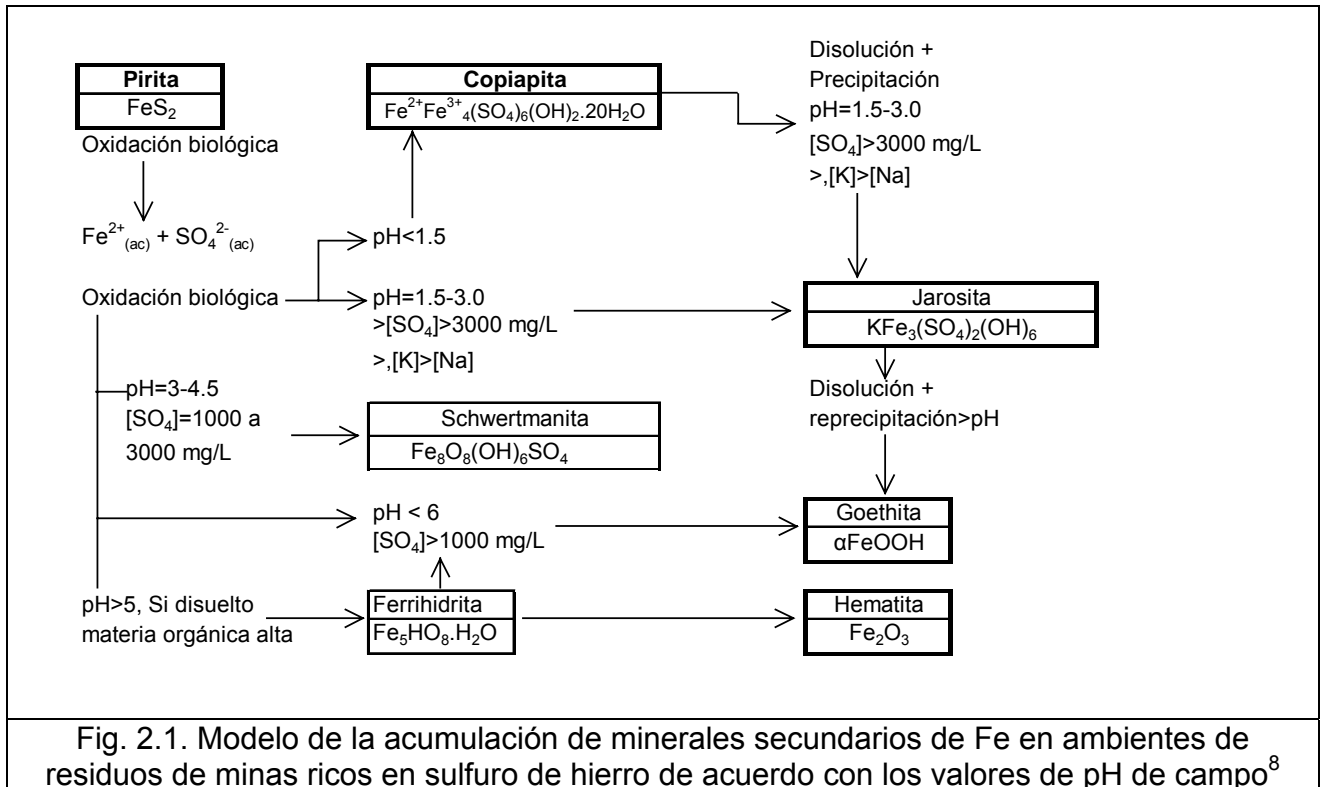 Pirita
FeS₂
Oxidación biológica
Fe²⁺₍ac₎ + SO₄²⁻₍ac₎
Oxidación biológica
Copiapita
Fe²⁺Fe³⁺₄(SO₄)₆(OH)₂.20H₂O
pH<1.5
pH=1.5-3.0
>[SO₄]>3000 mg/L
>,[K]>[Na]
Disolución +
Precipitación
pH=1.5-3.0
[SO₄]>3000 mg/L
>,[K]>[Na]
Jarosita
KFe₃(SO₄)₂(OH)₆
Disolución +
reprecipitación>pH
pH=3-4.5
[SO₄]=1000 a
3000 mg/L
Schwertmanita
Fe₈O₈(OH)₆SO₄
pH < 6
[SO₄]>1000 mg/L
Goethita
αFeOOH
pH>5, Si disuelto
materia orgánica alta
Ferrihidrita
Fe₅HO₈.H₂O
Hematita
Fe₂O₃
Fig. 2.1. Modelo de la acumulación de minerales secundarios de Fe en ambientes de
residuos de minas ricos en sulfuro de hierro de acuerdo con los valores de pH de campo⁸